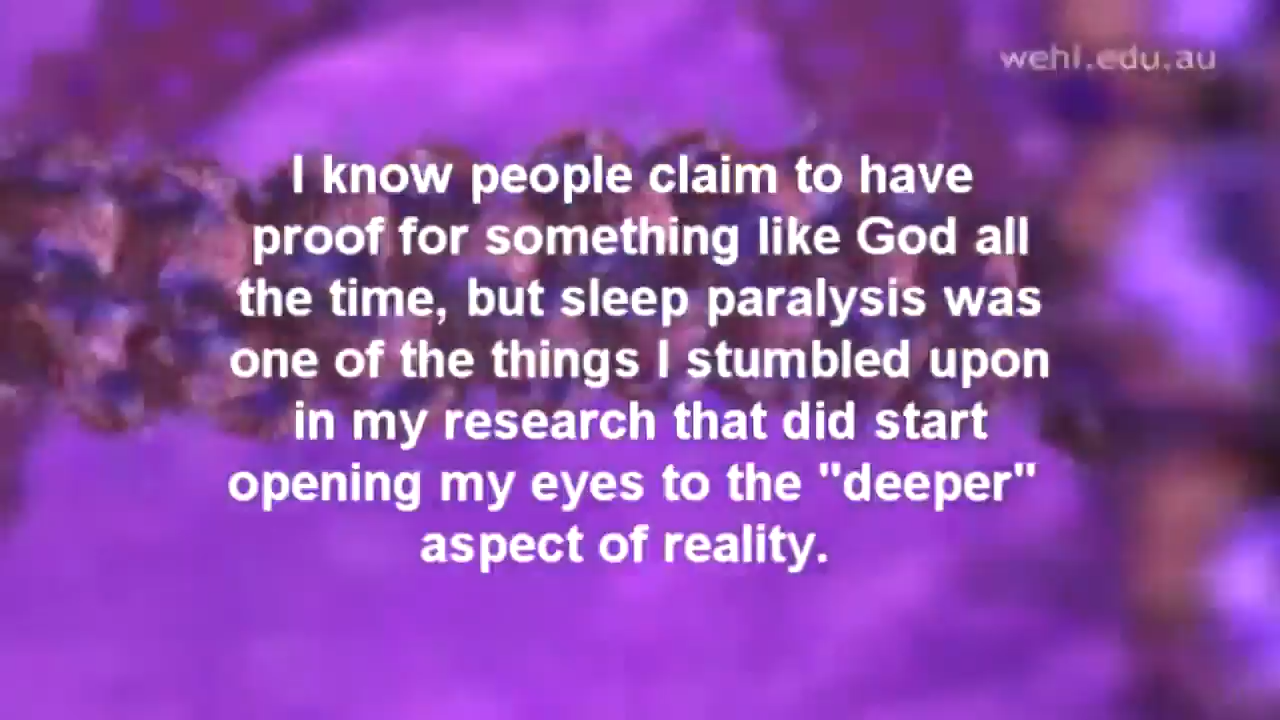 wehi.edu.au
I know people claim to have
proof for something like God all
the time, but sleep paralysis was
one of the things I stumbled upon
in my research that did start
opening my eyes to the "deeper"
aspect of reality.